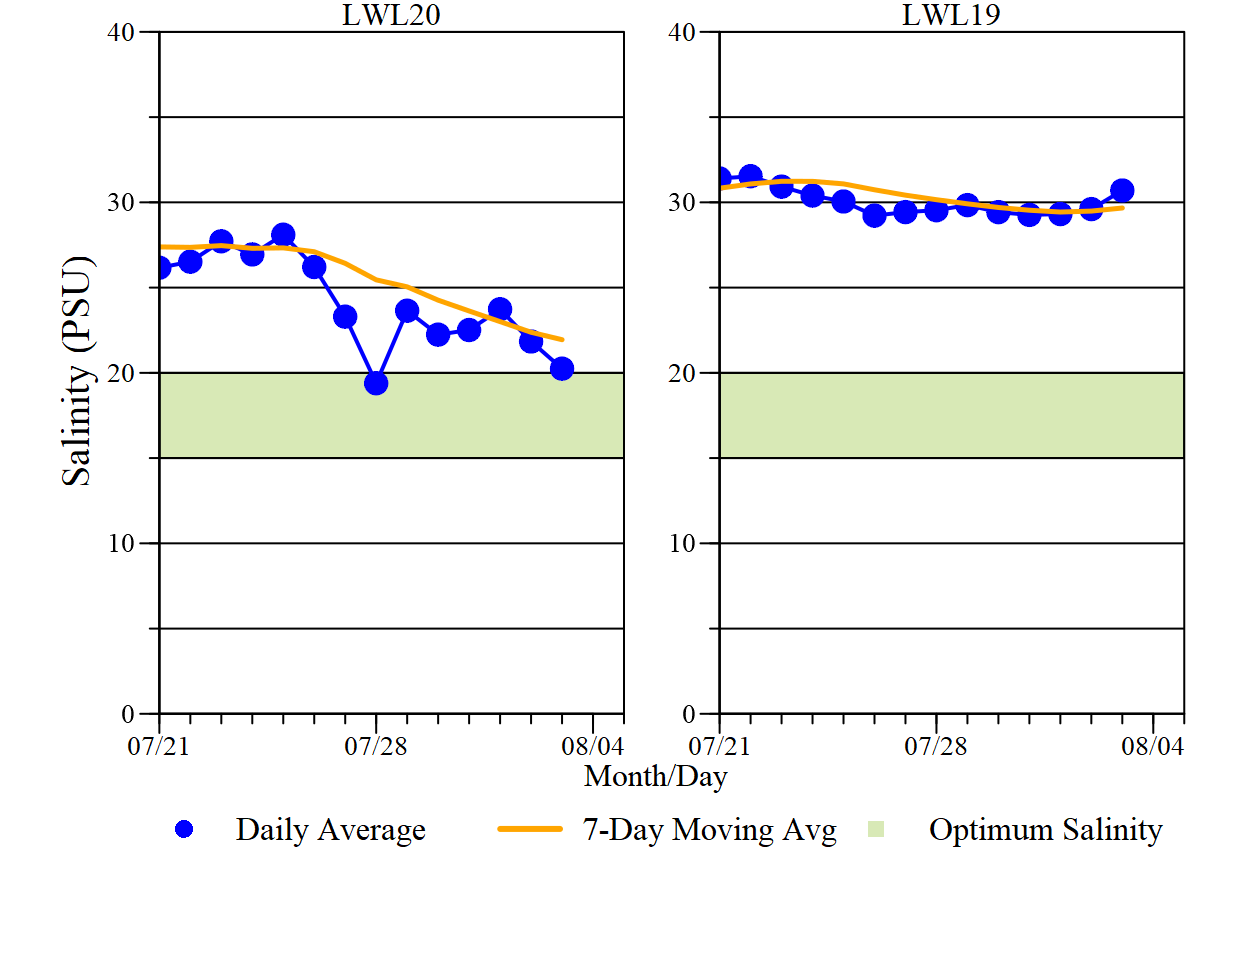 LWL20 LWL19
40 40
30 30
Salinity (PSU)
20 20
10 10
0 0
07/21 07/28 08/04 07/21 07/28 08/04
Month/Day
Daily Average 7-Day Moving Avg Optimum Salinity